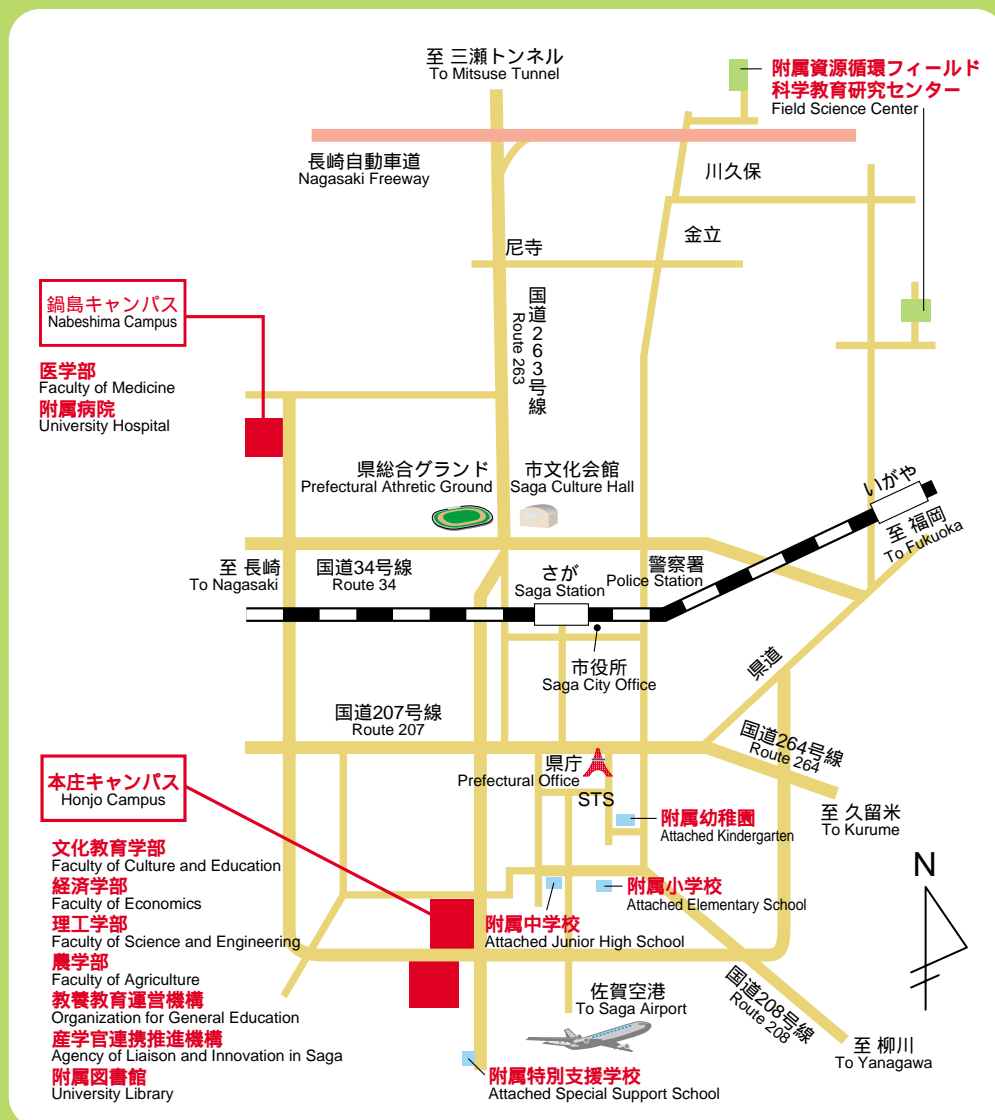 至 三瀬トンネル
To Mitsuse Tunnel
附属資源循環フィールド
科学教育研究センター
Field Science Center
長崎自動車道
Nagasaki Freeway
川久保
金立
尼寺
国道263号線
Route 263
鍋島キャンパス
Nabeshima Campus
医学部
Faculty of Medicine
附属病院
University Hospital
県総合グランド
Prefectural Athretic Ground
市文化会館
Saga Culture Hall
いがや
至 福岡
To Fukuoka
至 長崎
To Nagasaki
国道34号線
Route 34
さが
Saga Station
警察署
Police Station
市役所
Saga City Office
県道
国道207号線
Route 207
国道264号線
Route 264
県庁
Prefectural Office
STS
至 久留米
To Kurume
本庄キャンパス
Honjo Campus
附属幼稚園
Attached Kindergarten
文化教育学部
Faculty of Culture and Education
経済学部
Faculty of Economics
理工学部
Faculty of Science and Engineering
農学部
Faculty of Agriculture
教養教育運営機構
Organization for General Education
産学官連携推進機構
Agency of Liaison and Innovation in Saga
附属図書館
University Library
附属中学校
Attached Junior High School
附属小学校
Attached Elementary School
N
佐賀空港
To Saga Airport
国道208号線
Route 208
至 柳川
To Yanagawa
附属特別支援学校
Attached Special Support School